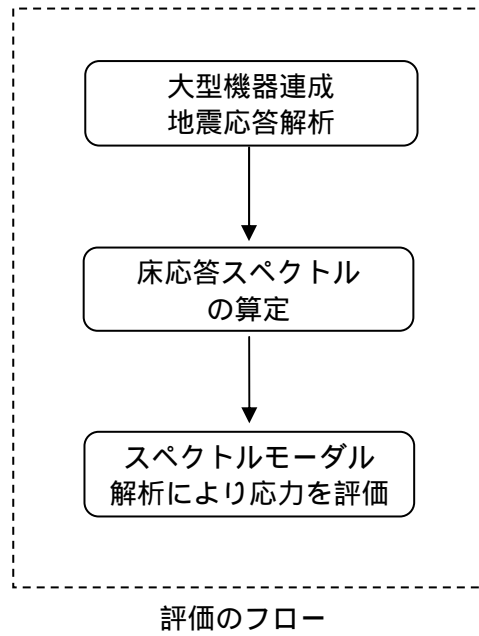 大型機器連成
地震応答解析
床応答スペクトル
の算定
スペクトルモーダル
解析により応力を評価
評価のフロー